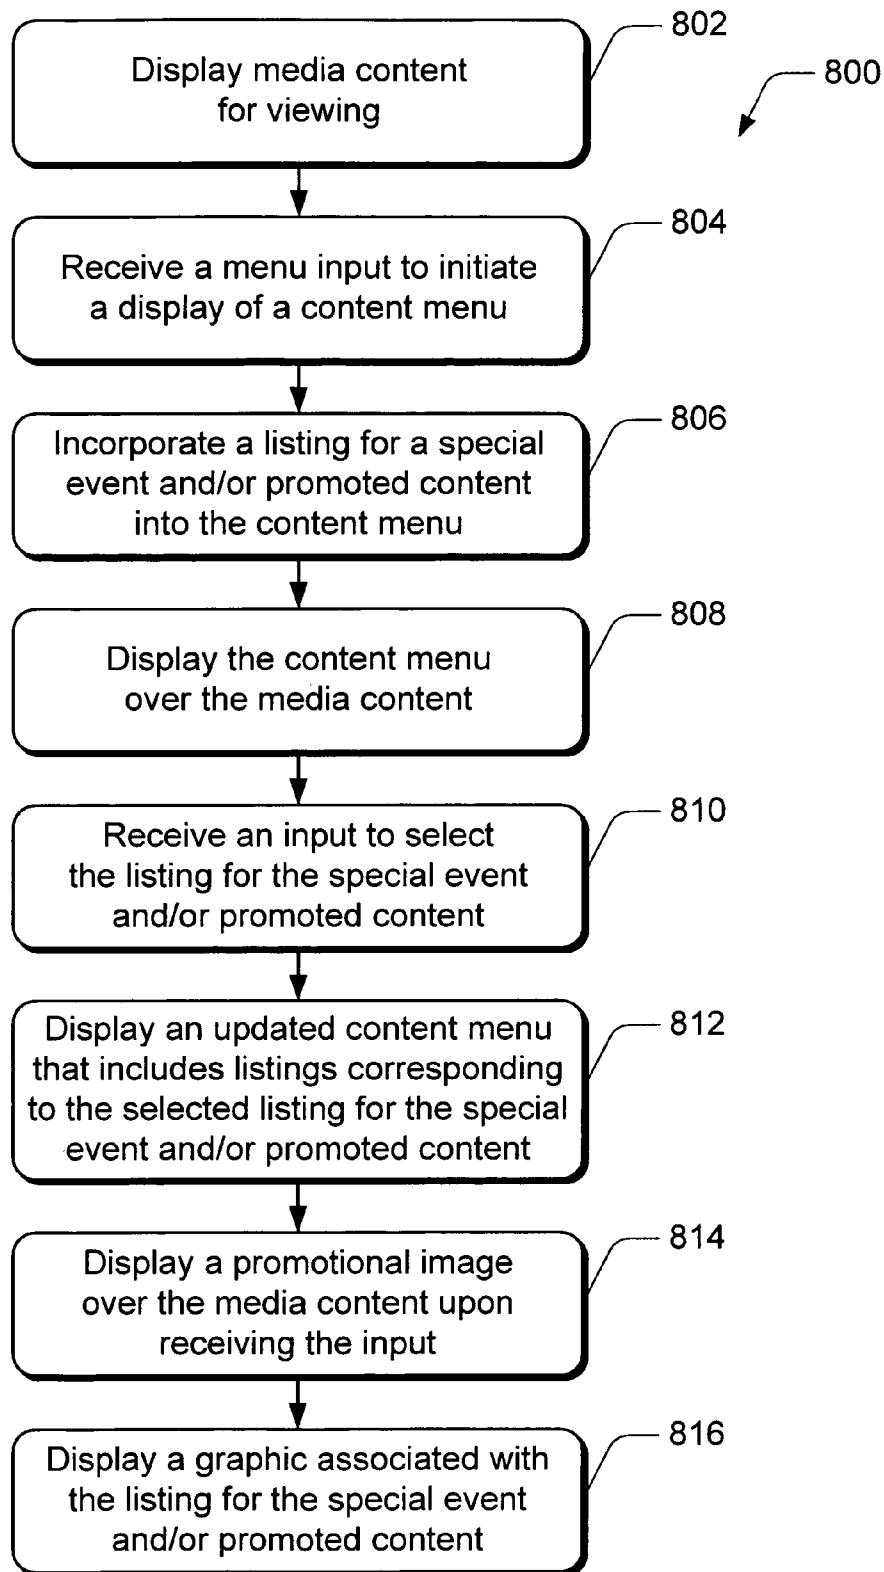 802
Display media content
for viewing
800
804
Receive a menu input to initiate
a display of a content menu
806
Incorporate a listing for a special
event and/or promoted content
into the content menu
808
Display the content menu
over the media content
810
Receive an input to select
the listing for the special event
and/or promoted content
812
Display an updated content menu
that includes listings corresponding
to the selected listing for the special
event and/or promoted content
814
Display a promotional image
over the media content upon
receiving the input
816
Display a graphic associated with
the listing for the special event
and/or promoted content